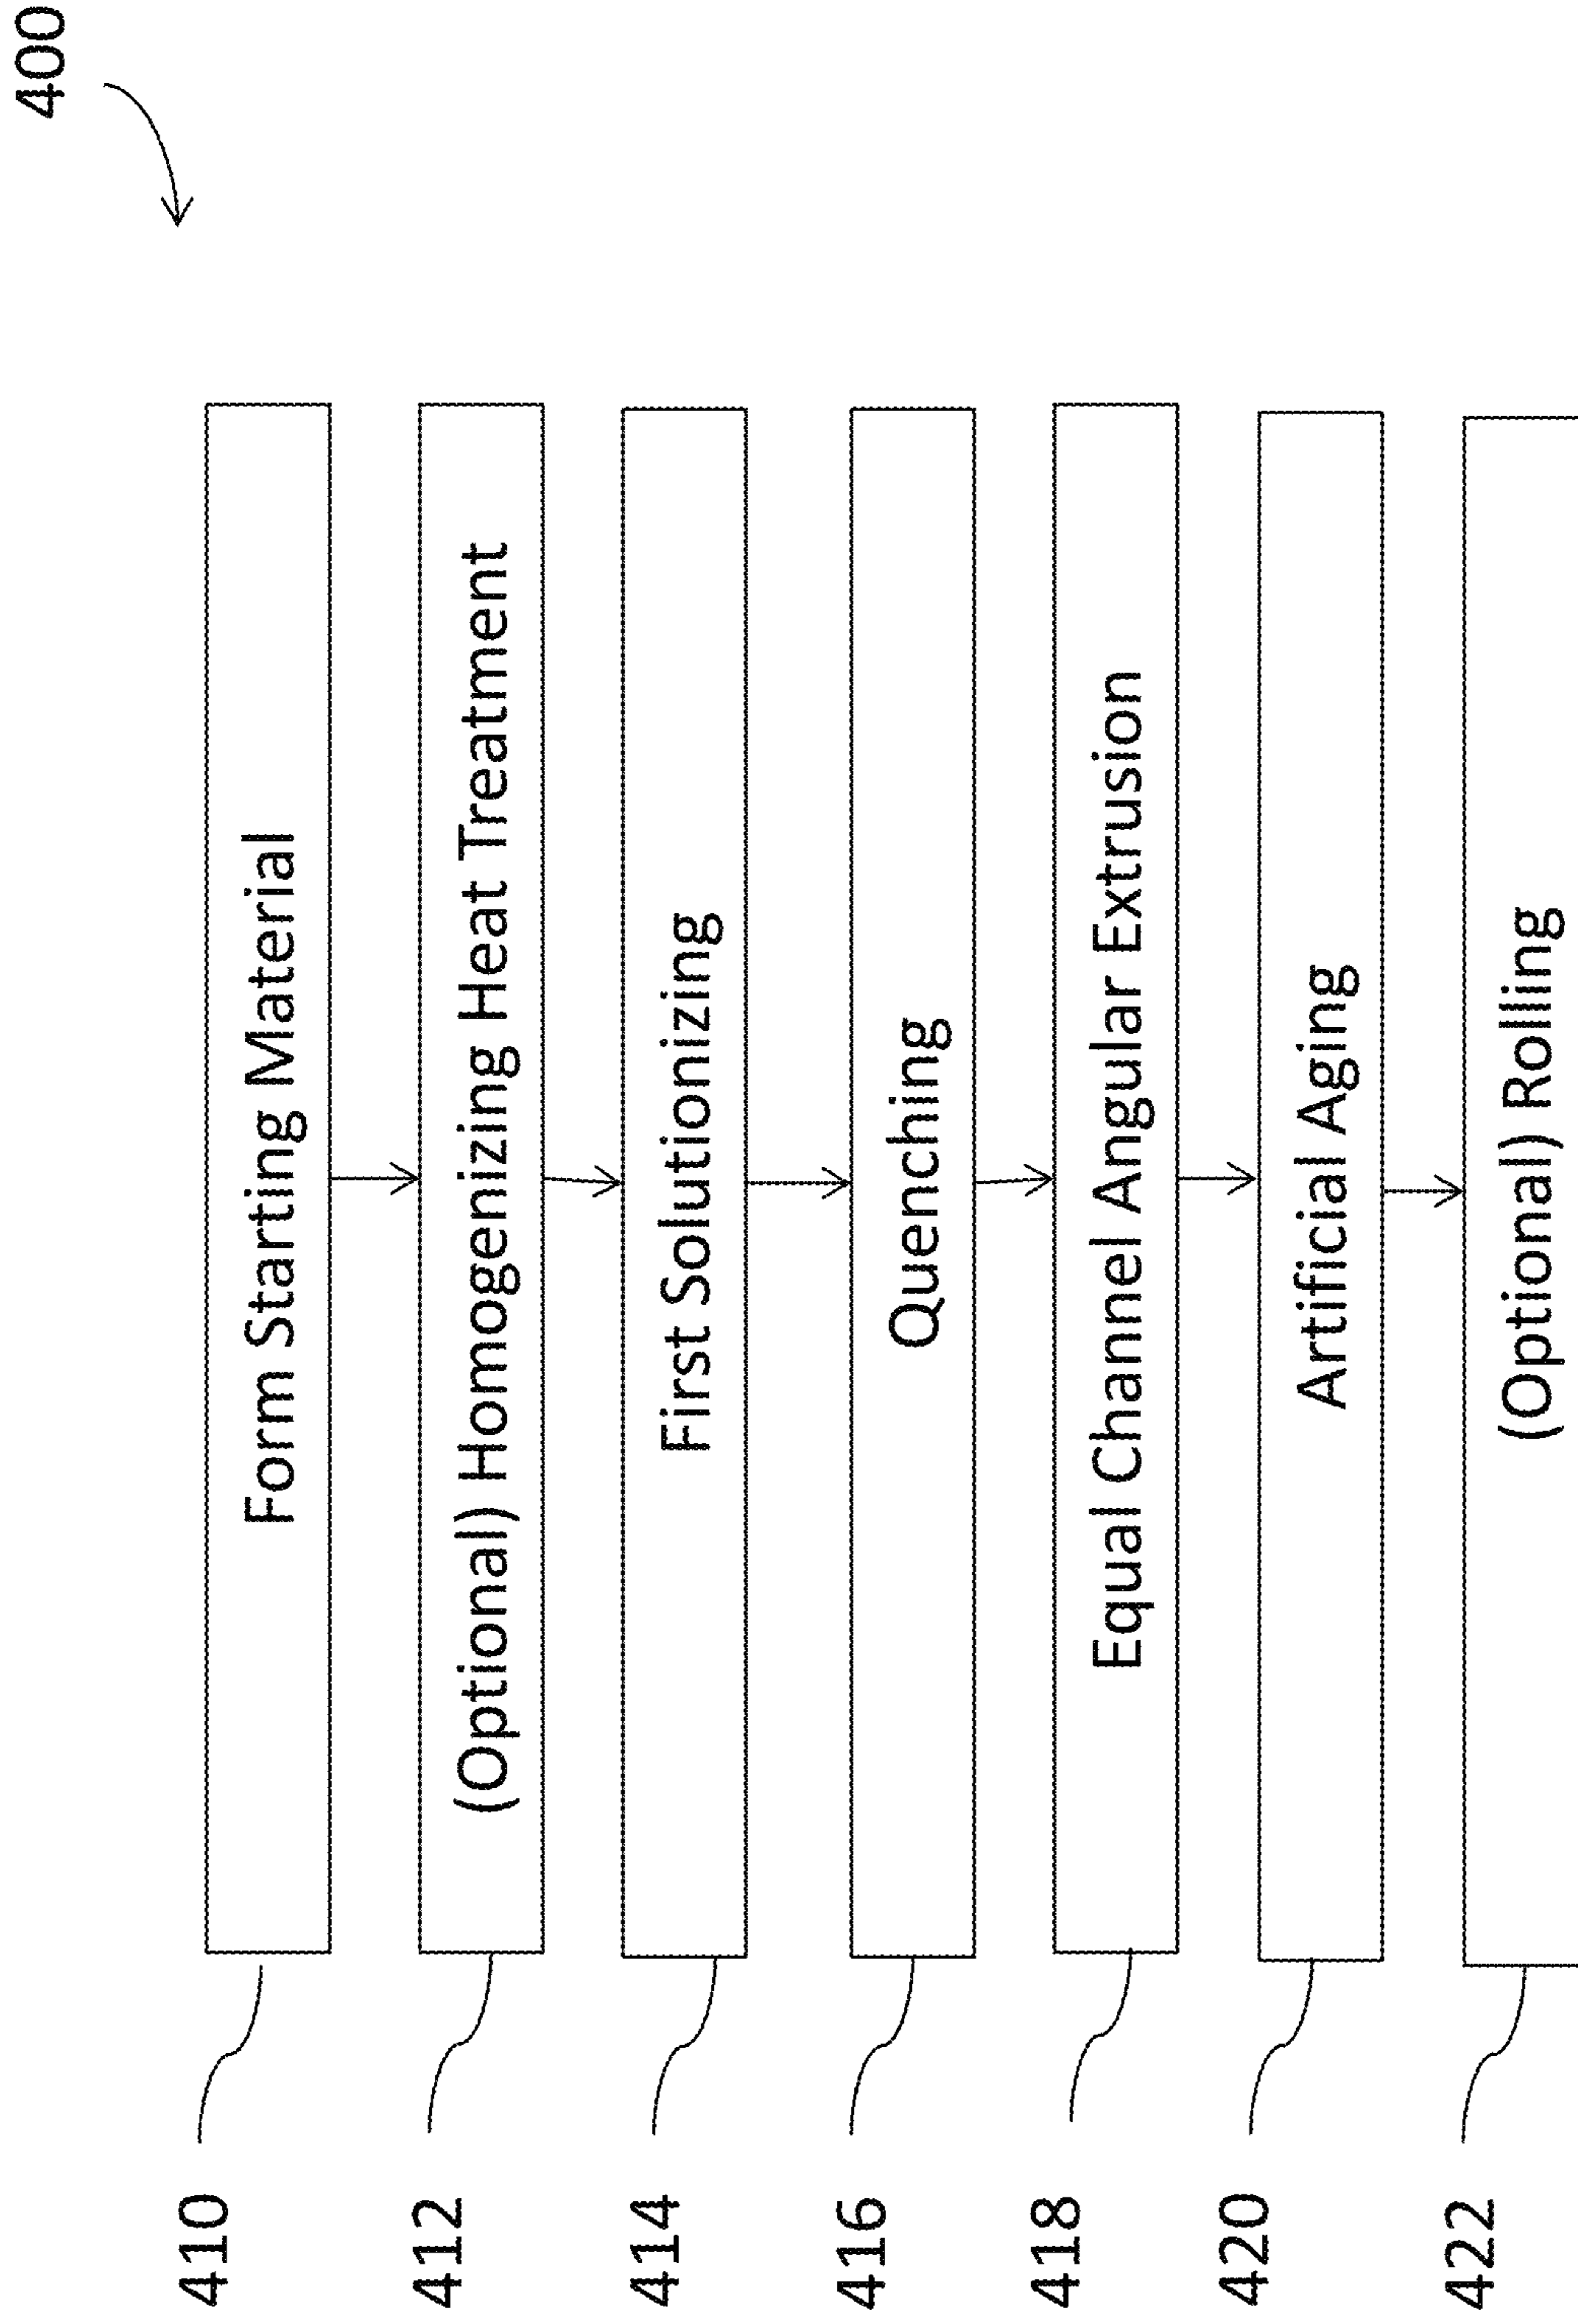 400
410
Form Starting Material
412
(Optional) Homogenizing Heat Treatment
414
First Solutionizing
416
Quenching
418
Equal Channel Angular Extrusion
420
Artificial Aging
422
(Optional) Rolling